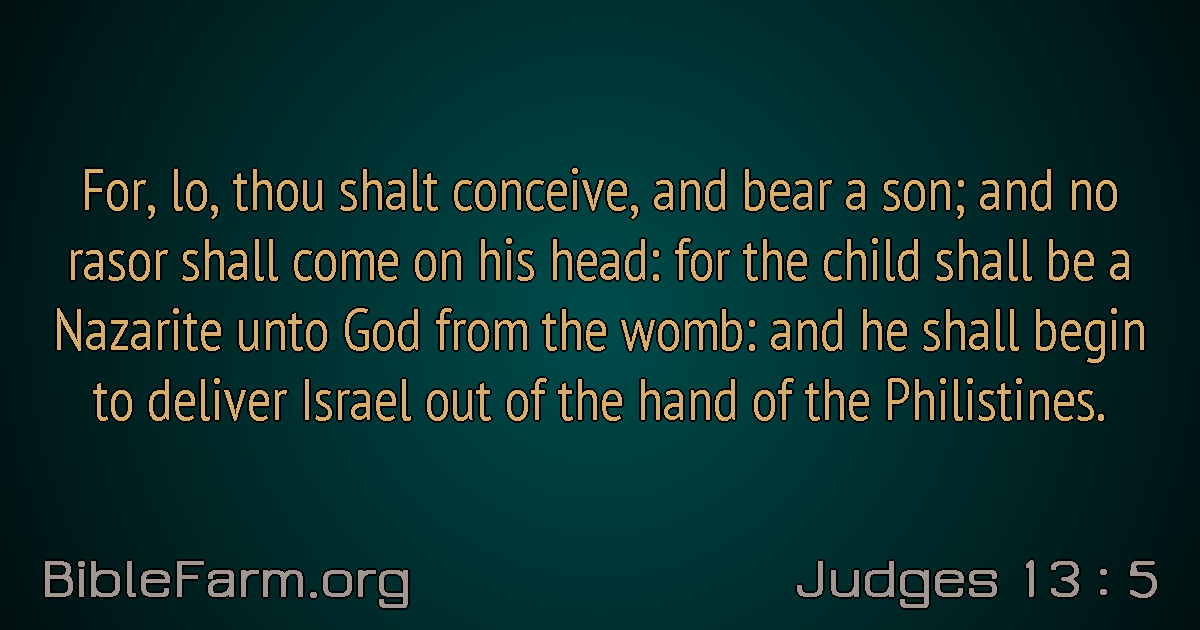 For, lo, thou shalt conceive, and bear a son; and no
rasor shall come on his head: for the child shall be a
Nazarite unto God from the womb: and he shall begin
to deliver Israel out of the hand of the Philistines.
BibleFarm.org
Judges 13 : 5